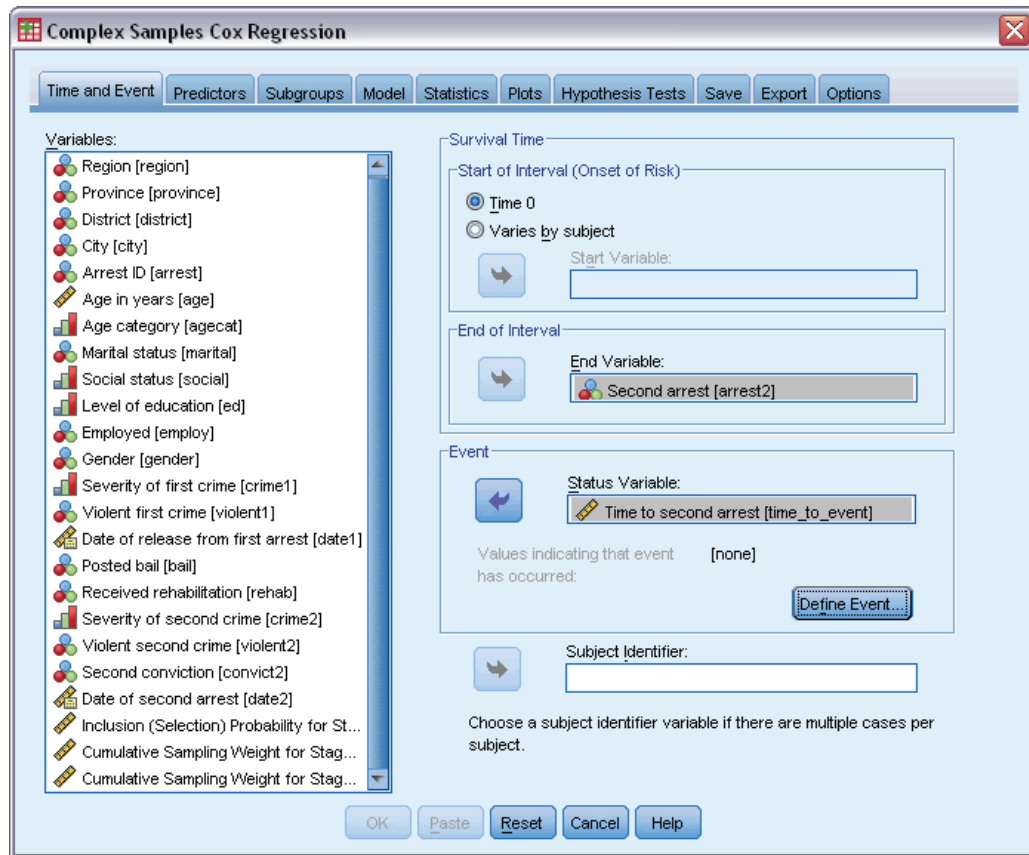 Complex Samples Cox Regression
Time and Event Predictors Subgroups Model Statistics Plots Hypothesis Tests Save Export Options
Variables:
Region [region]
Province [province]
District [district]
City [city]
Arrest ID [arrest]
Age in years [age]
Age category [agecat]
Marital status [marital]
Social status [social]
Level of education [ed]
Employed [employ]
Gender [gender]
Severity of first crime [crime1]
Violent first crime [violent1]
Date of release from first arrest [date1]
Posted bail [bail]
Received rehabilitation [rehab]
Severity of second crime [crime2]
Violent second crime [violent2]
Second conviction [convict2]
Date of second arrest [date2]
Inclusion (Selection) Probability for St...
Cumulative Sampling Weight for Stag...
Cumulative Sampling Weight for Stag...
Survival Time
Start of Interval (Onset of Risk)
Time 0
Varies by subject
Start Variable:
End of Interval
End Variable:
Second arrest [arrest2]
Event
Status Variable:
Time to second arrest [time_to_event]
Values indicating that event [none]
has occurred:
Define Event...
Subject Identifier:
Choose a subject identifier variable if there are multiple cases per
subject.
OK Paste Reset Cancel Help